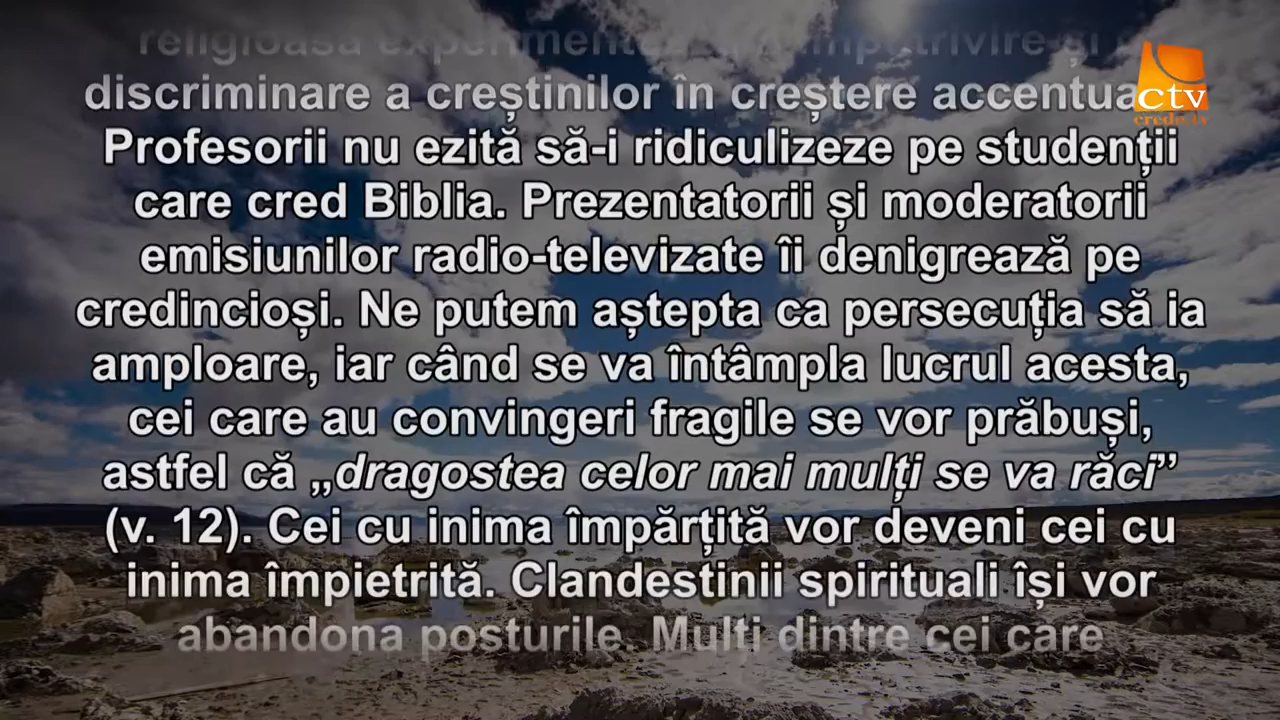 religioasă
discriminare a creștinilor în creștere
Profesorii nu ezită să-i ridiculizeze pe studenții
care cred Biblia. Prezentatorii și moderatorii
emisiunilor radio-televizate îi denigrează pe
credincioși. Ne putem aștepta ca persecuția să ia
amploare, iar când se va întâmpla lucrul acesta,
cei care au convingeri fragile se vor prăbuși,
astfel că „dragostea celor mai mulți se va răci”
(v. 12). Cei cu inima împărțită vor deveni cei cu
inima împietrită. Clandestinii spirituali își vor
abandona posturile. Mulți dintre cei care
ctv
credo tv